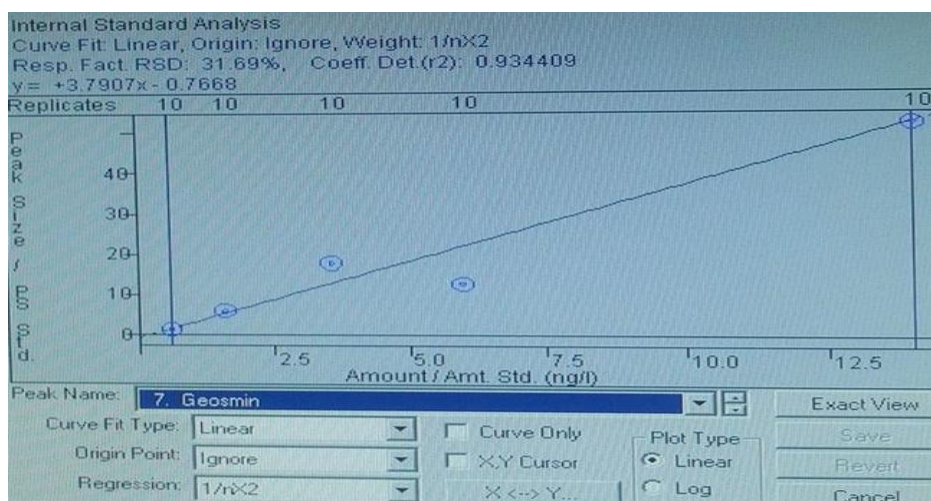 Internal Standard Analysis
Curve Fit: Linear, Origin: Ignore, Weight: 1/nX2
Resp. Fact. RSD: 31.69%, Coeff. Det.(r2): 0.934409
y = +3.7907x - 0.7668
Replicates 10 10 10 10 10
Peak Size / PS Std.
40
30
20
10
0
2.5 5.0 7.5 10.0 12.5
Amount / Amt. Std. (ng/l)
Peak Name: 7. Geosmin Exact View
Curve Fit Type: Linear Curve Only Plot Type Save
Origin Point: Ignore X,Y Cursor Linear Revert
Regression: 1/nX2 X <--> Y... Log Cancel